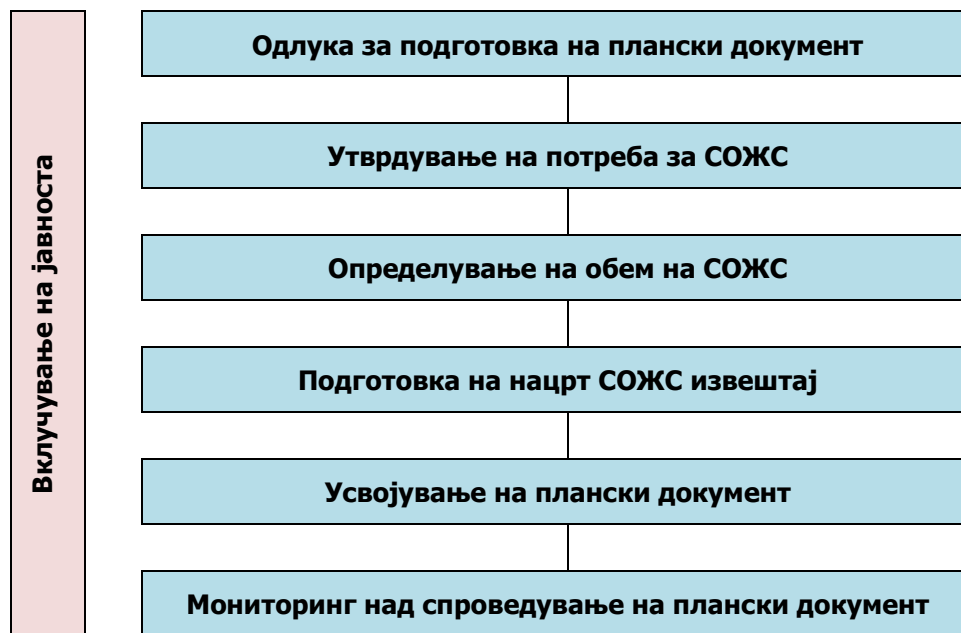 Вклучување на јавноста
Одлука за подготовка на плански документ
Утврдување на потреба за СОЖС
Определување на обем на СОЖС
Подготовка на нацрт СОЖС извештај
Усвојување на плански документ
Мониторинг над спроведување на плански документ